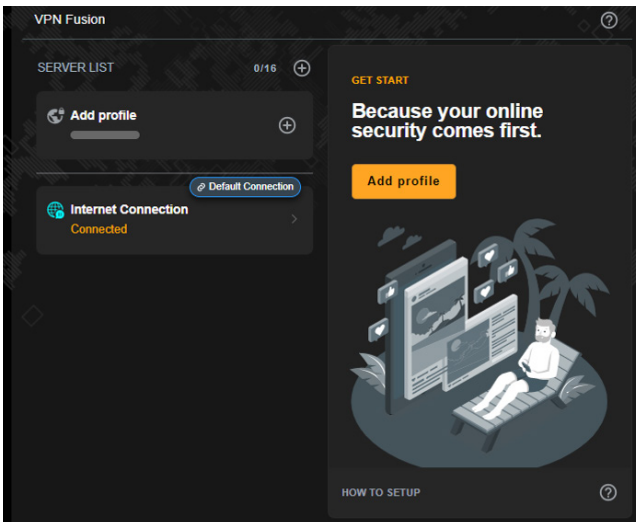 VPN Fusion
SERVER LIST
0/16
Add profile
Default Connection
Internet Connection
Connected
GET START
Because your online
security comes first.
Add profile
HOW TO SETUP